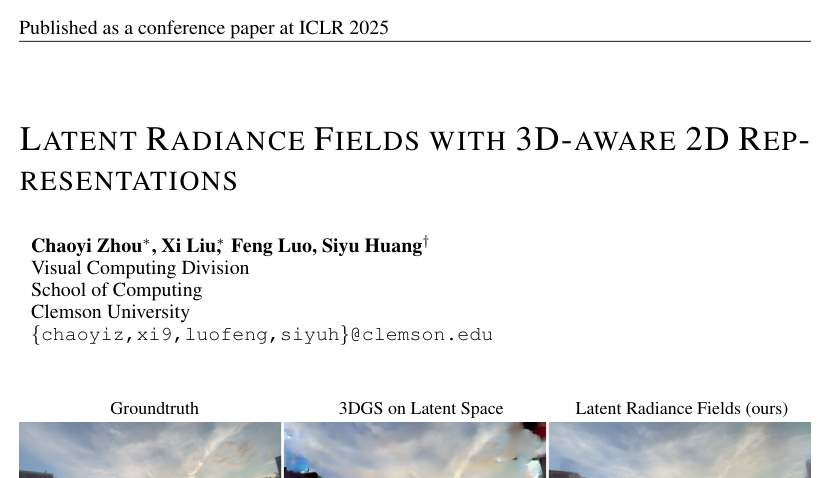 Published as a conference paper at ICLR 2025
LATENT RADIANCE FIELDS WITH 3D-AWARE 2D REP-
RESENTATIONS
Chaoyi Zhou*, Xi Liu*, Feng Luo, Siyu Huang†
Visual Computing Division
School of Computing
Clemson University
{chaoyiz,xi9,luofeng,siyuh}@clemson.edu
Groundtruth
3DGS on Latent Space
Latent Radiance Fields (ours)